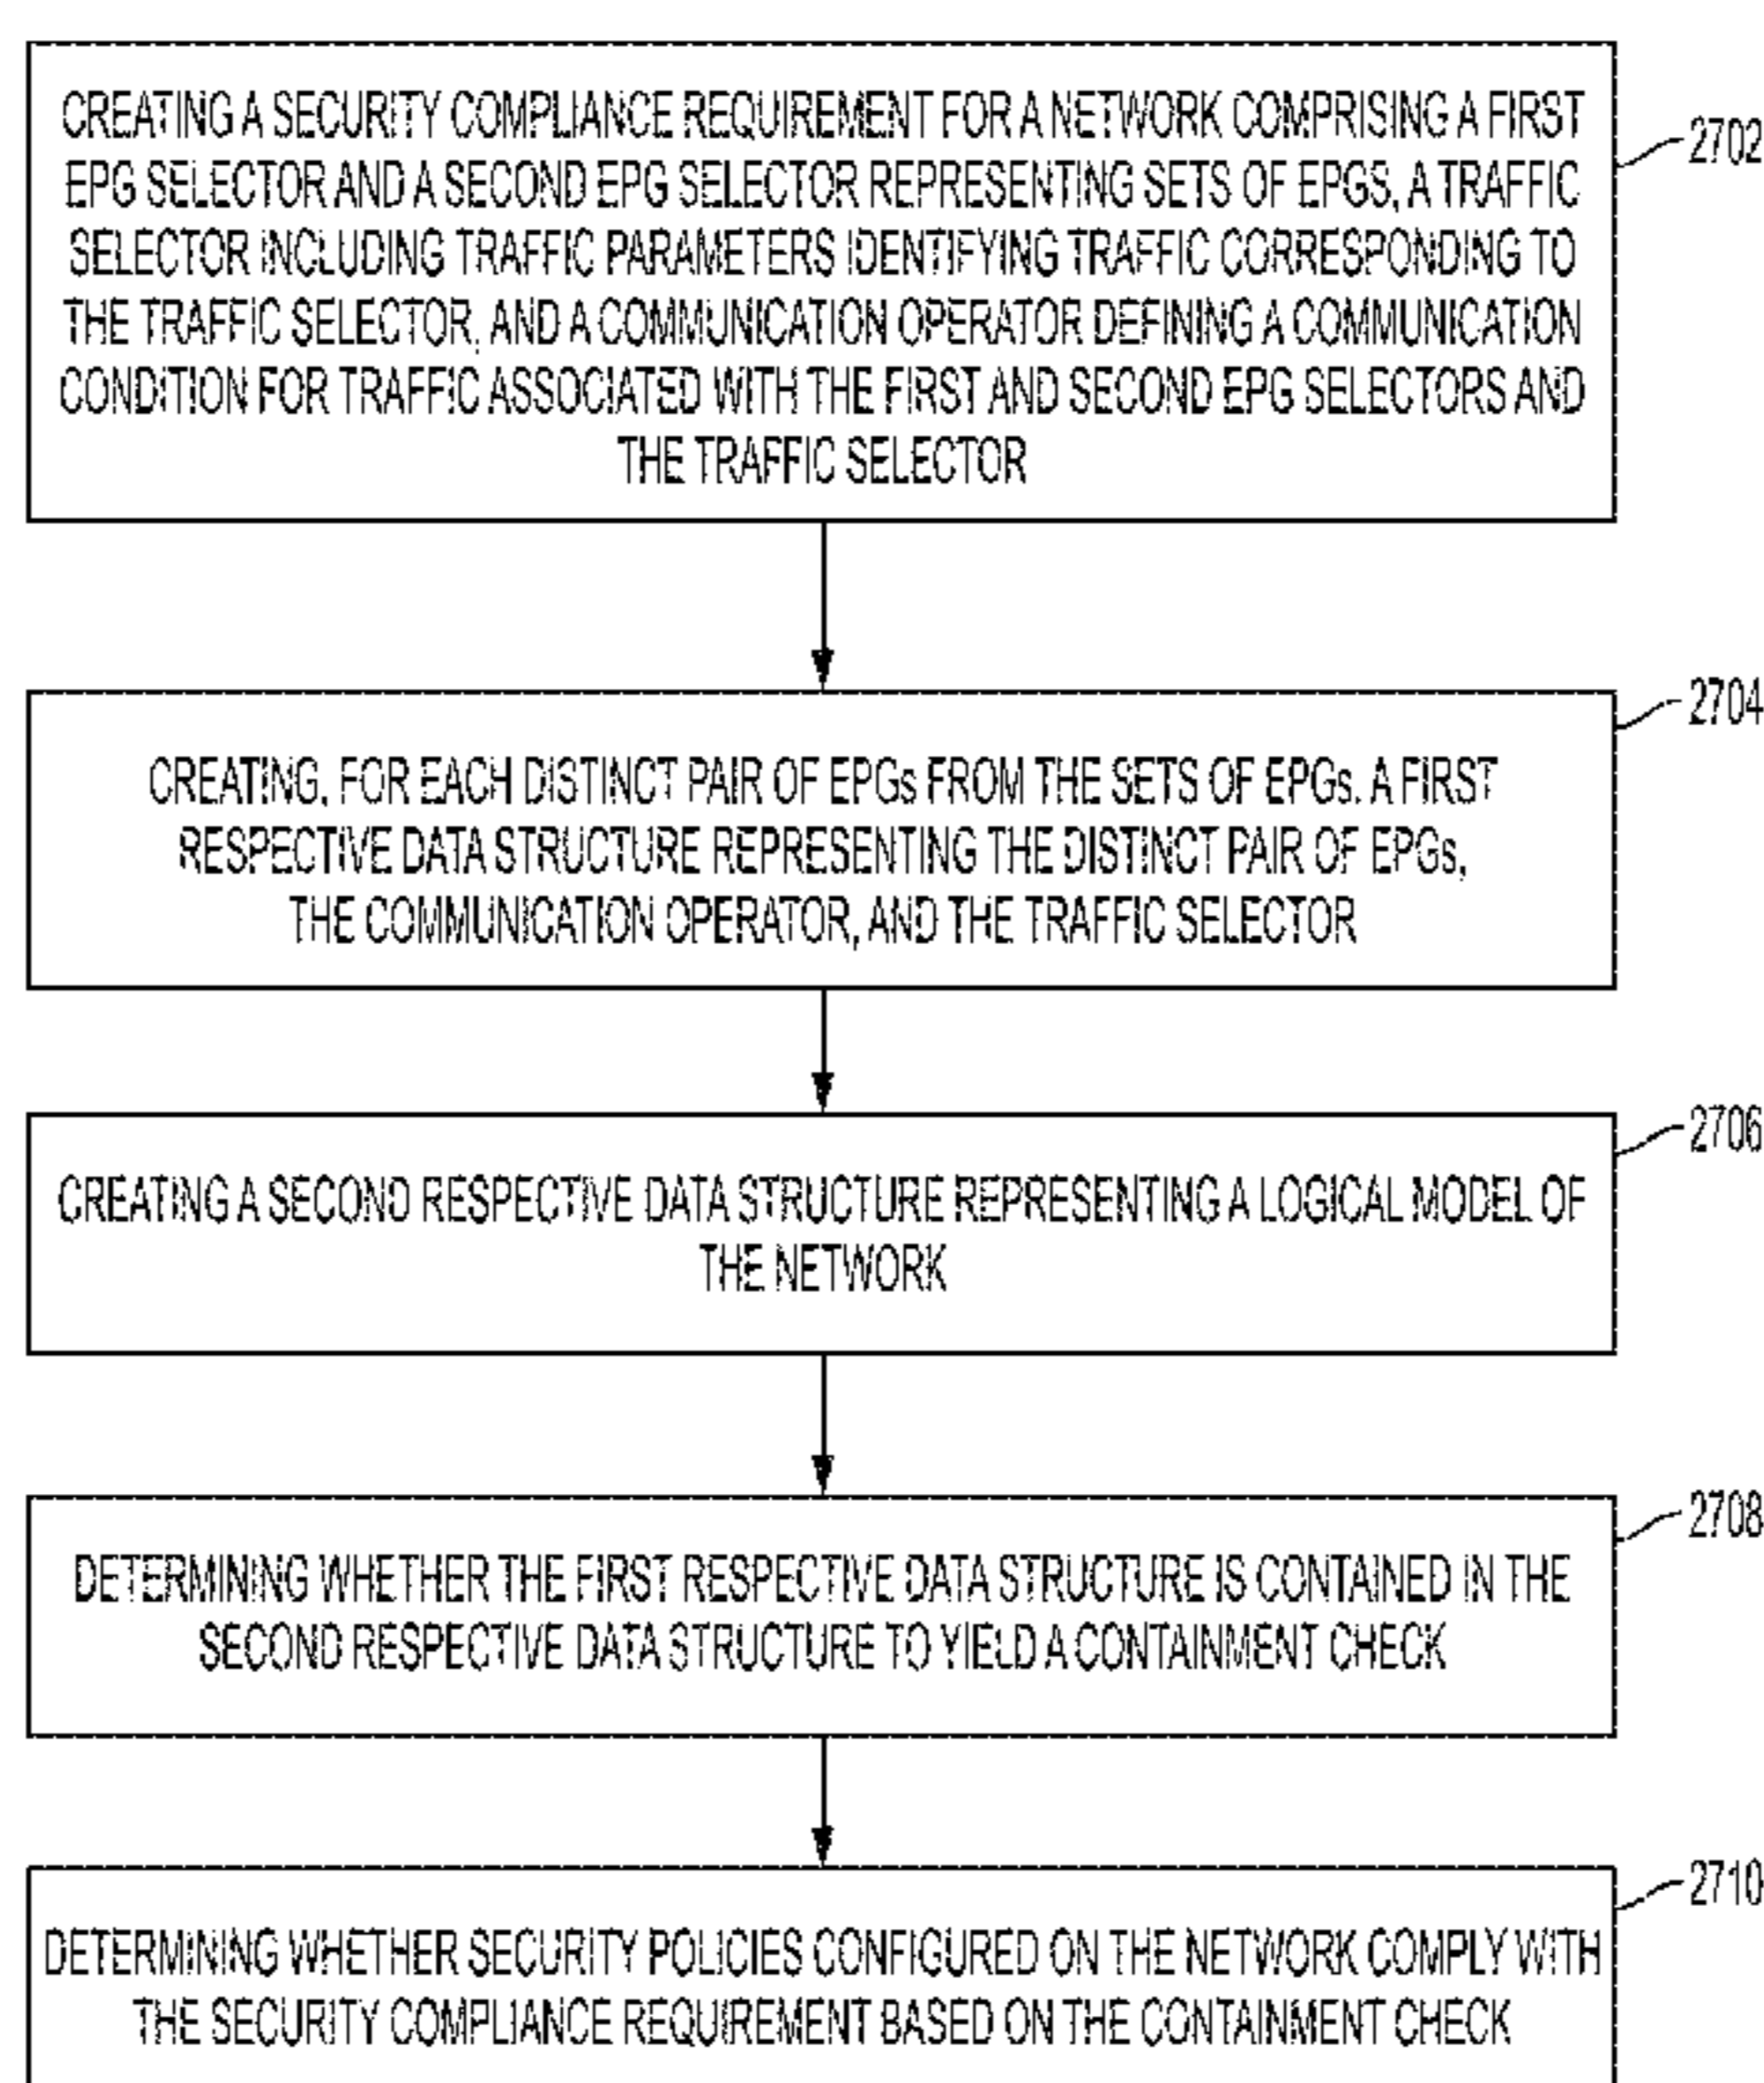 CREATING A SECURITY COMPLIANCE REQUIREMENT FOR A NETWORK COMPRISING A FIRST
EPG SELECTOR AND A SECOND EPG SELECTOR REPRESENTING SETS OF EPGS, A TRAFFIC
SELECTOR INCLUDING TRAFFIC PARAMETERS IDENTIFYING TRAFFIC CORRESPONDING TO
THE TRAFFIC SELECTOR, AND A COMMUNICATION OPERATOR DEFINING A COMMUNICATION
CONDITION FOR TRAFFIC ASSOCIATED WITH THE FIRST AND SECOND EPG SELECTORS AND
THE TRAFFIC SELECTOR
2702
CREATING, FOR EACH DISTINCT PAIR OF EPGs FROM THE SETS OF EPGs, A FIRST
RESPECTIVE DATA STRUCTURE REPRESENTING THE DISTINCT PAIR OF EPGs,
THE COMMUNICATION OPERATOR, AND THE TRAFFIC SELECTOR
2704
CREATING A SECOND RESPECTIVE DATA STRUCTURE REPRESENTING A LOGICAL MODEL OF
THE NETWORK
2706
DETERMINING WHETHER THE FIRST RESPECTIVE DATA STRUCTURE IS CONTAINED IN THE
SECOND RESPECTIVE DATA STRUCTURE TO YIELD A CONTAINMENT CHECK
2708
DETERMINING WHETHER SECURITY POLICIES CONFIGURED ON THE NETWORK COMPLY WITH
THE SECURITY COMPLIANCE REQUIREMENT BASED ON THE CONTAINMENT CHECK
2710